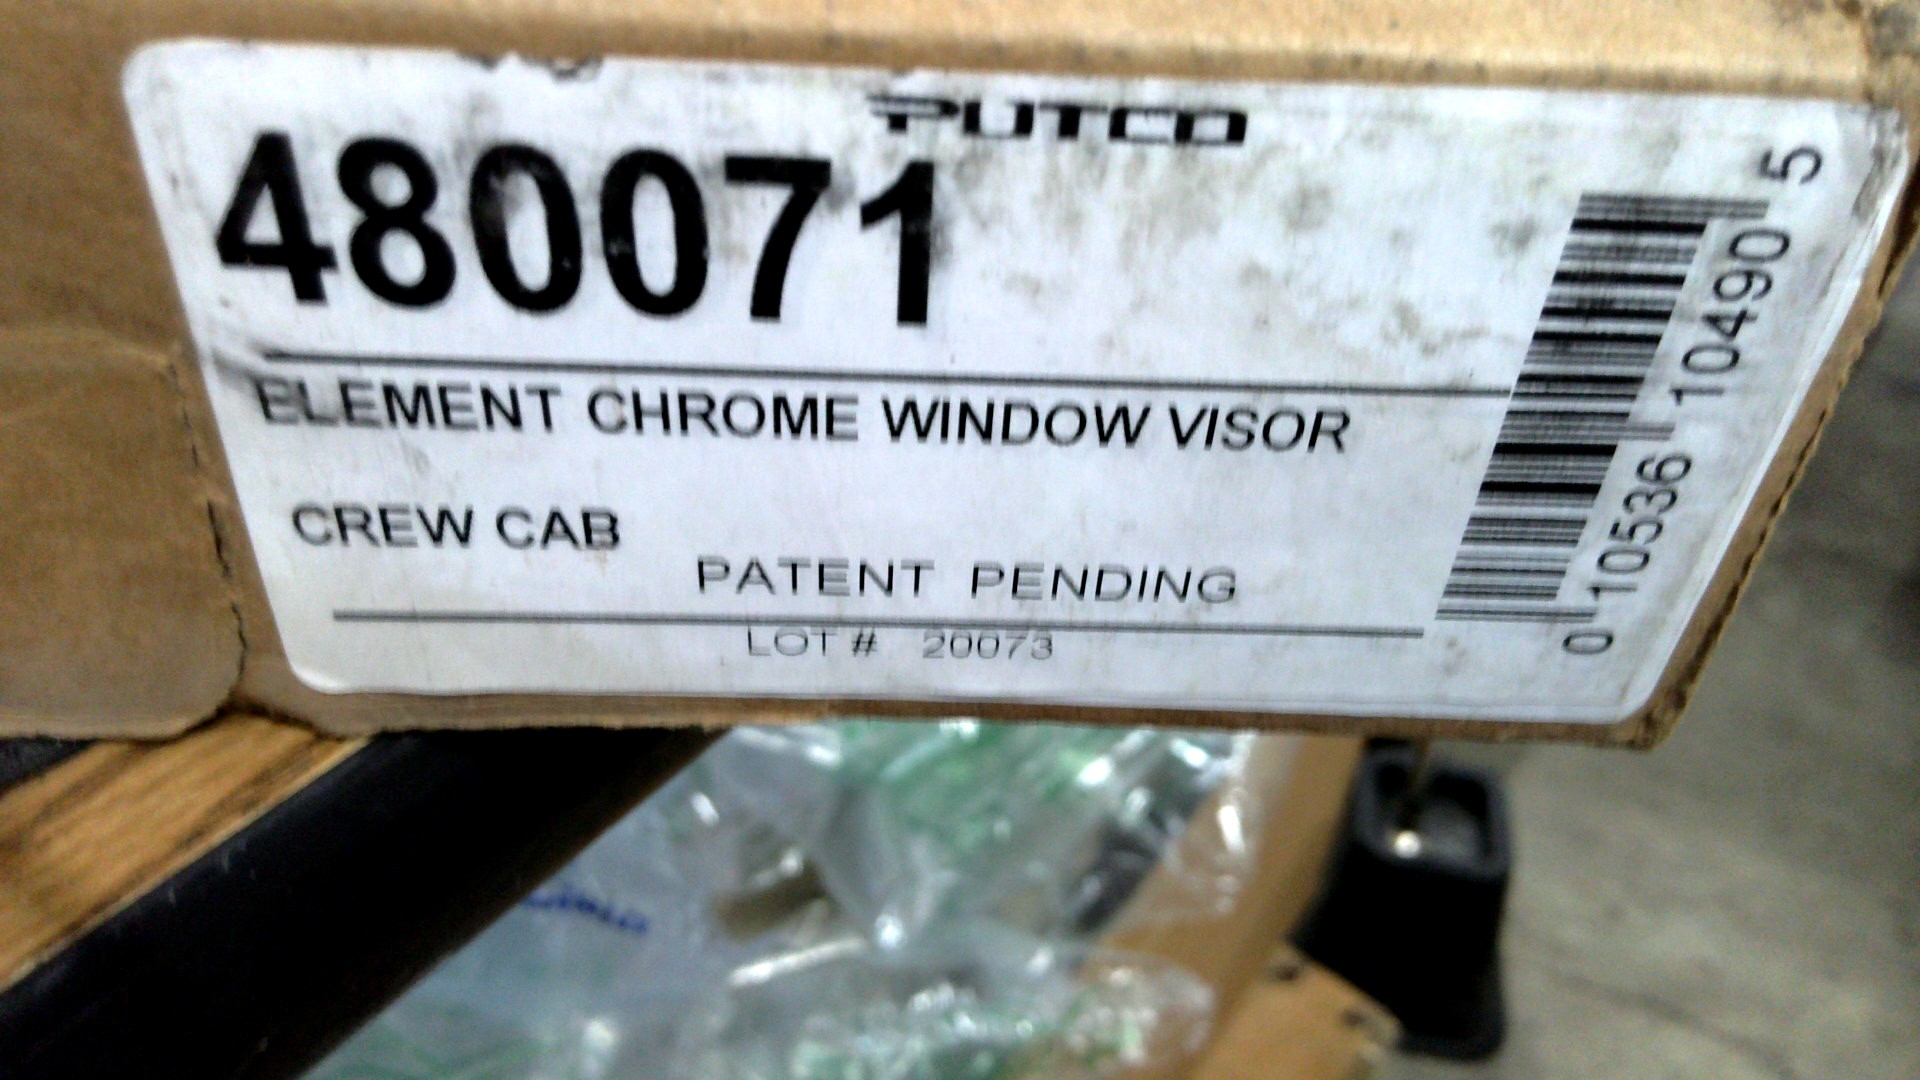 PUTCO
480071
ELEMENT CHROME WINDOW VISOR
CREW CAB
PATENT PENDING
LOT # 20073
0 10536 10490 5